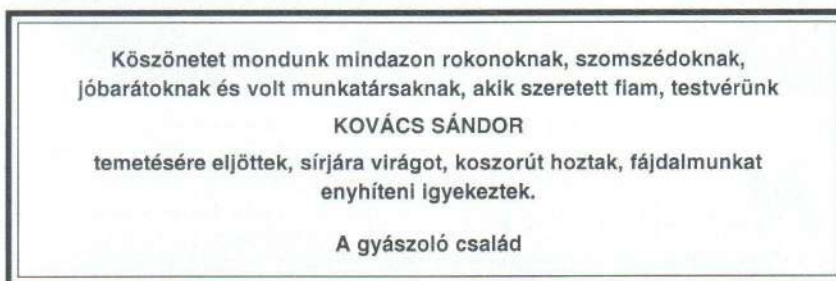 Köszönetet mondunk mindazon rokonoknak, szomszédoknak,
jóbarátoknak és volt munkatársaknak, akik szeretett fiam, testvérünk
KOVÁCS SÁNDOR
temetésére eljöttek, sírjára virágot, koszorút hoztak, fájdalmunkat
enyhíteni igyekeztek.
A gyászoló család